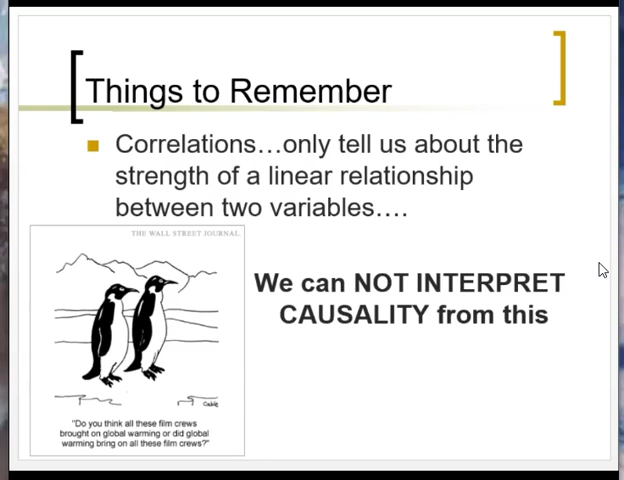 Things to Remember
Correlations…only tell us about the
strength of a linear relationship
between two variables….
THE WALL STREET JOURNAL
We can NOT INTERPRET
CAUSALITY from this
Cable
"Do you think all these film crews
brought on global warming or did global
warming bring on all these film crews?"